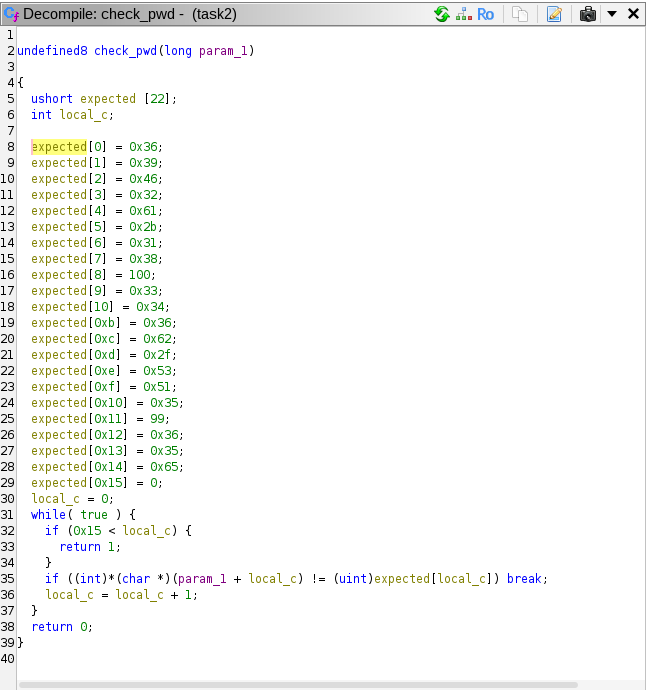 Decompile: check_pwd - (task2)
Ro
1
2 undefined8 check_pwd(long param_1)
3
4 {
5 ushort expected [22];
6 int local_c;
7
8 expected[0] = 0x36;
9 expected[1] = 0x39;
10 expected[2] = 0x46;
11 expected[3] = 0x32;
12 expected[4] = 0x61;
13 expected[5] = 0x2b;
14 expected[6] = 0x31;
15 expected[7] = 0x38;
16 expected[8] = 100;
17 expected[9] = 0x33;
18 expected[10] = 0x34;
19 expected[0xb] = 0x36;
20 expected[0xc] = 0x62;
21 expected[0xd] = 0x2f;
22 expected[0xe] = 0x53;
23 expected[0xf] = 0x51;
24 expected[0x10] = 0x35;
25 expected[0x11] = 99;
26 expected[0x12] = 0x36;
27 expected[0x13] = 0x35;
28 expected[0x14] = 0x65;
29 expected[0x15] = 0;
30 local_c = 0;
31 while( true ) {
32 if (0x15 < local_c) {
33 return 1;
34 }
35 if ((int)*(char *)(param_1 + local_c) != (uint)expected[local_c]) break;
36 local_c = local_c + 1;
37 }
38 return 0;
39 }
40